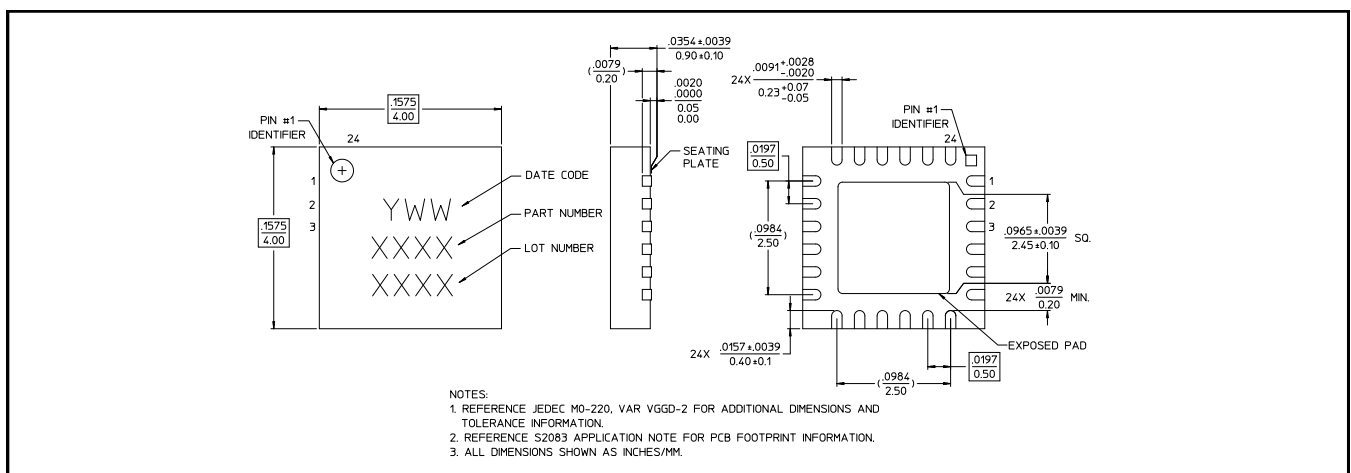 .1575
4.00
PIN #1
IDENTIFIER
24
1
2
3
.1575
4.00
YWW
XXXX
XXXX
DATE CODE
PART NUMBER
LOT NUMBER
.0354±.0039
0.90±0.10
(.0079)
0.20
.0020
.0000
0.05
0.00
SEATING
PLATE
24X .0091 +.0028
-.0020
0.23 +0.07
-0.05
PIN #1
IDENTIFIER
24
.0197
0.50
1
2
3
(.0984)
2.50
.0965±.0039 SQ.
2.45±0.10
24X .0079 MIN.
0.20
24X .0157±.0039
0.40±0.1
EXPOSED PAD
.0197
0.50
(.0984)
2.50
NOTES:
1. REFERENCE JEDEC MO-220, VAR VGGD-2 FOR ADDITIONAL DIMENSIONS AND
TOLERANCE INFORMATION.
2. REFERENCE S2083 APPLICATION NOTE FOR PCB FOOTPRINT INFORMATION.
3. ALL DIMENSIONS SHOWN AS INCHES/MM.